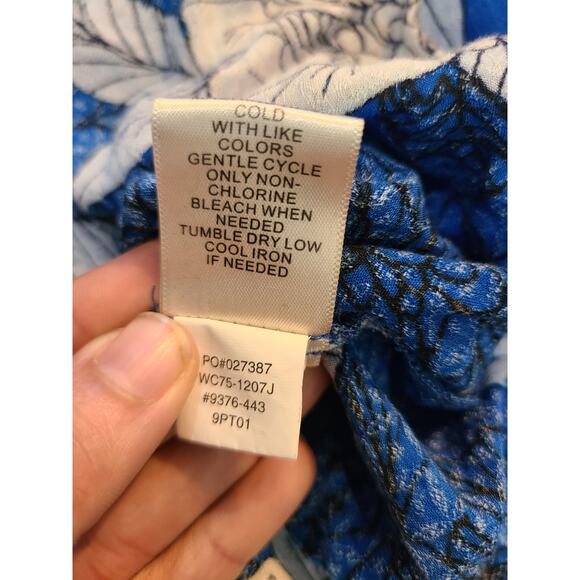 COLD
WITH LIKE
COLORS
GENTLE CYCLE
ONLY NON-
CHLORINE
BLEACH WHEN
NEEDED
TUMBLE DRY LOW
COOL IRON
IF NEEDED
PO#027387
WC75-1207J
#9376-443
9PT01